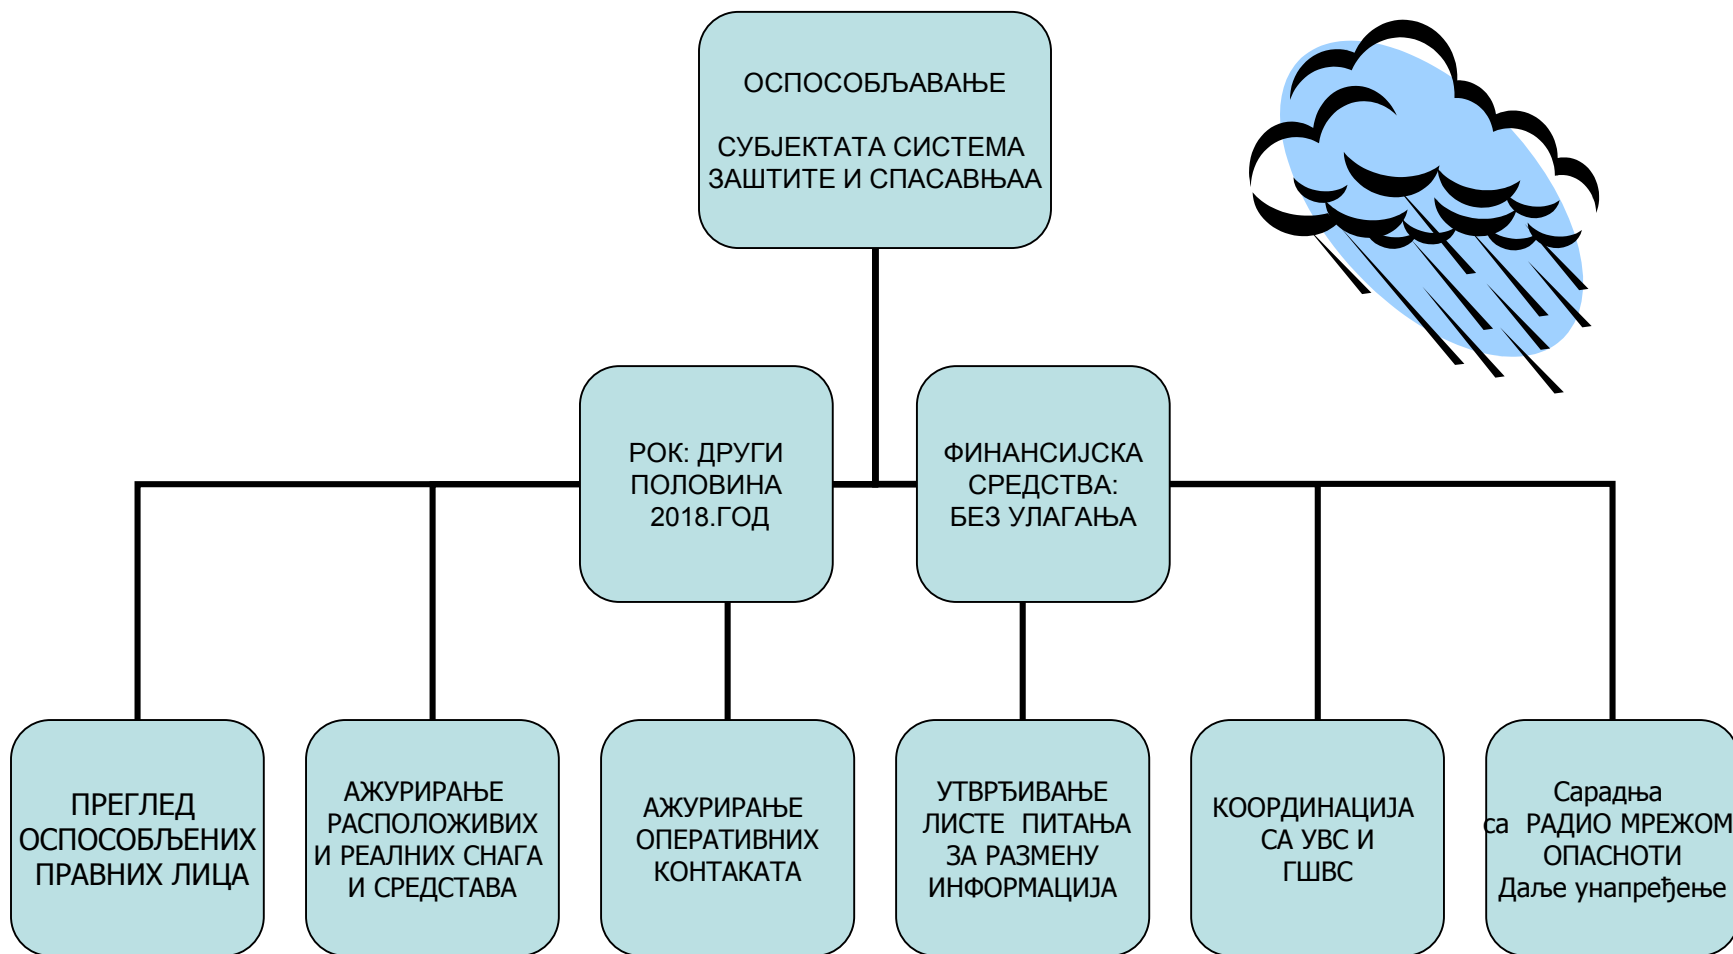 ОСПОСОБЉАВАЊЕ
СУБЈЕКТАТА СИСТЕМА
ЗАШТИТЕ И СПАСАВЊАА
РОК: ДРУГИ
ПОЛОВИНА
2018.ГОД
ФИНАНСИЈСКА
СРЕДСТВА:
БЕЗ УЛАГАЊА
ПРЕГЛЕД
ОСПОСОБЉЕНИХ
ПРАВНИХ ЛИЦА
АЖУРИРАЊЕ
РАСПОЛОЖИВИХ
И РЕАЛНИХ СНАГА
И СРЕДСТАВА
АЖУРИРАЊЕ
ОПЕРАТИВНИХ
КОНТАКАТА
УТВРЂИВАЊЕ
ЛИСТЕ ПИТАЊА
ЗА РАЗМЕНУ
ИНФОРМАЦИЈА
КООРДИНАЦИЈА
СА УВС И
ГШВС
Сарадња
са РАДИО МРЕЖОМ
ОПАСНОТИ
Даље унапређење